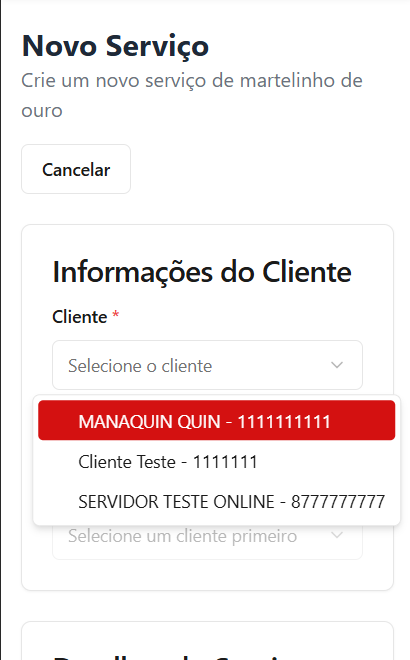 Novo Serviço
Crie um novo serviço de martelinho de
ouro
Cancelar
Informações do Cliente
Cliente *
Selecione o cliente
MANAQUIN QUIN - 1111111111
Cliente Teste - 1111111
SERVIDOR TESTE ONLINE - 8777777777
Selecione um cliente primeiro